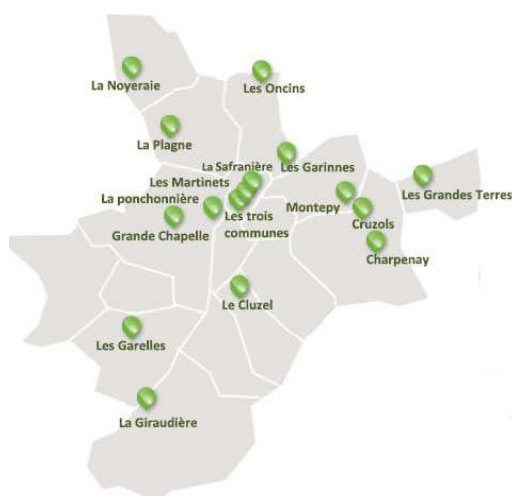 La Noyeraie
Les Oncins
La Plagne
La Safranière
Les Garinnes
Les Martinets
Les Grandes Terres
La ponchonnière
Montepy
Les trois
communes
Cruzols
Grande Chapelle
Charpenay
Le Cluzel
Les Garelles
La Giraudière